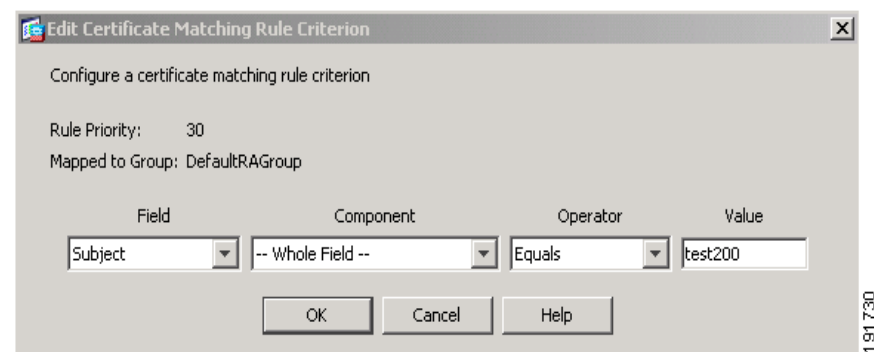 Edit Certificate Matching Rule Criterion
Configure a certificate matching rule criterion
Rule Priority: 30
Mapped to Group: DefaultRAGroup
Field Component Operator Value
Subject -- Whole Field -- Equals test200
OK Cancel Help
191730